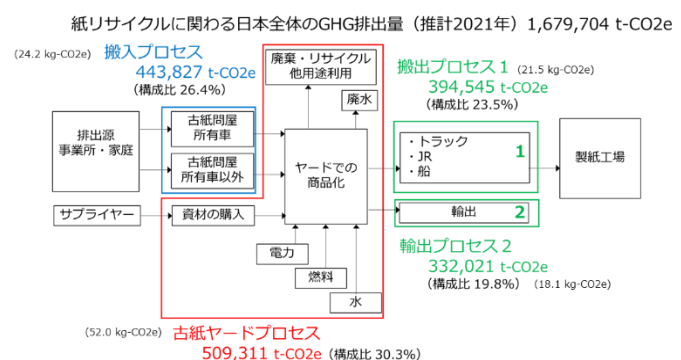 紙リサイクルに関わる日本全体のGHG排出量（推計2021年）1,679,704 t-CO2e
(24.2 kg-CO2e) 搬入プロセス
443,827 t-CO2e
(構成比 26.4%)
廃棄・リサイクル
他用途利用
廃水
搬出プロセス１ (21.5 kg-CO2e)
394,545 t-CO2e
(構成比 23.5%)
排出源
事業所・家庭
古紙問屋
所有車
古紙問屋
所有車以外
ヤードでの
商品化
・トラック
・JR
・船
1
製紙工場
サプライヤー
資材の購入
輸出
2
電力
燃料
水
輸出プロセス２
332,021 t-CO2e
(構成比 19.8%) (18.1 kg-CO2e)
(52.0 kg-CO2e) 古紙ヤードプロセス
509,311 t-CO2e (構成比 30.3%)